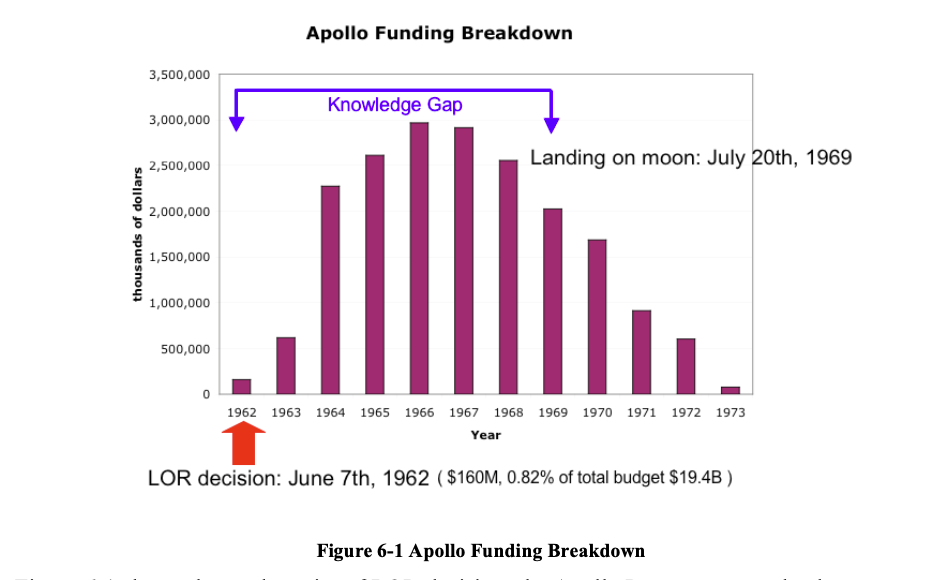 Apollo Funding Breakdown
3,500,000
Knowledge Gap
3,000,000
Landing on moon: July 20th, 1969
2,500,000
2,000,000
thousands of dollars
1,500,000
1,000,000
500,000
0
1962 1963 1964 1965 1966 1967 1968 1969 1970 1971 1972 1973
Year
LOR decision: June 7th, 1962 ( $160M, 0.82% of total budget $19.4B )
Figure 6-1 Apollo Funding Breakdown